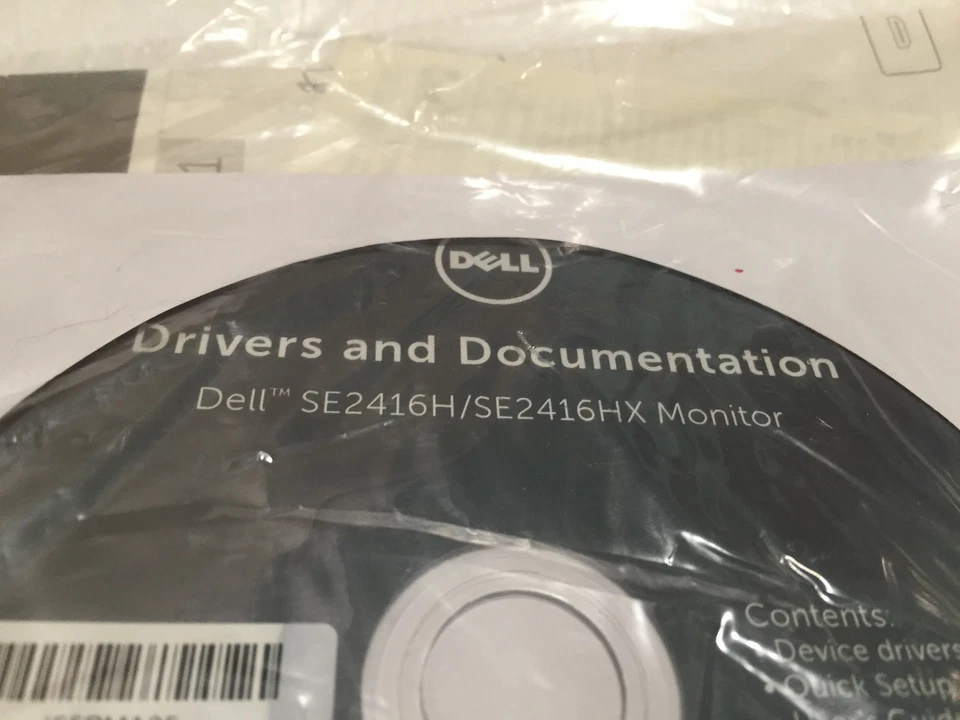 DELL
Drivers and Documentation
Dell™ SE2416H/SE2416HX Monitor
Contents:
Device drivers
• Quick Setup